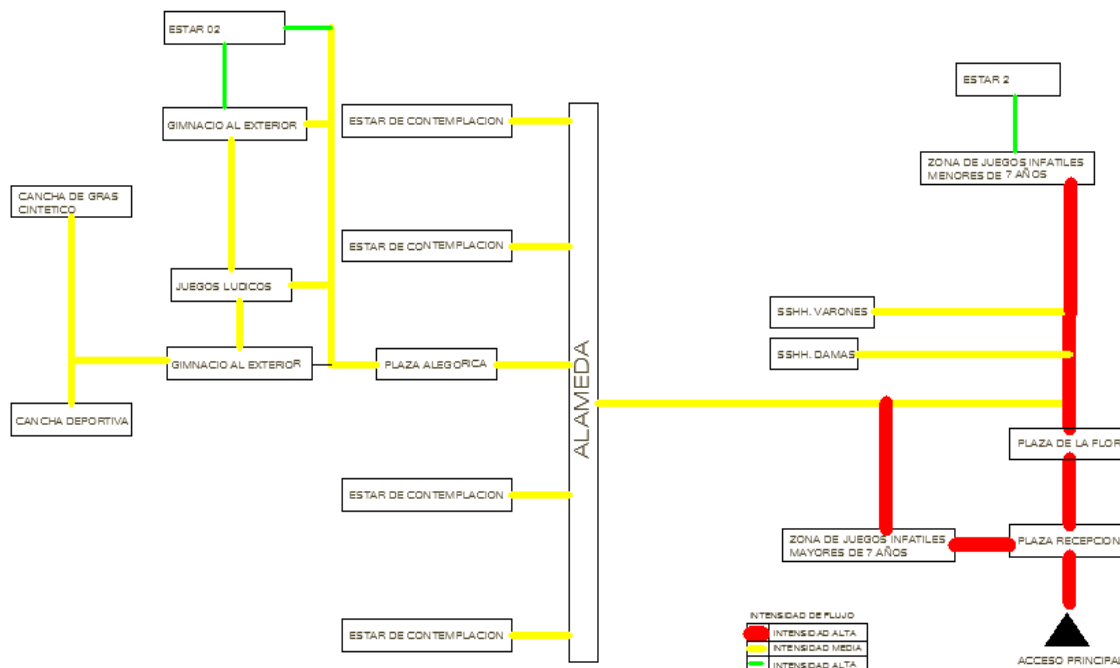 ESTAR 02
ESTAR 2
GIMNACIO AL EXTERIOR
ESTAR DE CONTEMPLACION
ZONA DE JUEGOS INFATILES
MENORES DE 7 AÑOS
CANCHA DE GRAS
CINTETICO
ESTAR DE CONTEMPLACION
JUEGOS LUDICOS
SSHH. VARONES
SSHH. DAMAS
GIMNACIO AL EXTERIOR
PLAZA ALEGORICA
ALAMEDA
CANCHA DEPORTIVA
PLAZA DE LA FLOR
ESTAR DE CONTEMPLACION
ZONA DE JUEGOS INFATILES
MAYORES DE 7 AÑOS
PLAZA RECEPCION
INTENSIDAD DE FLUJO
INTENSIDAD ALTA
INTENSIDAD MEDIA
INTENSIDAD ALTA
ESTAR DE CONTEMPLACION
ACCESO PRINCIPAL